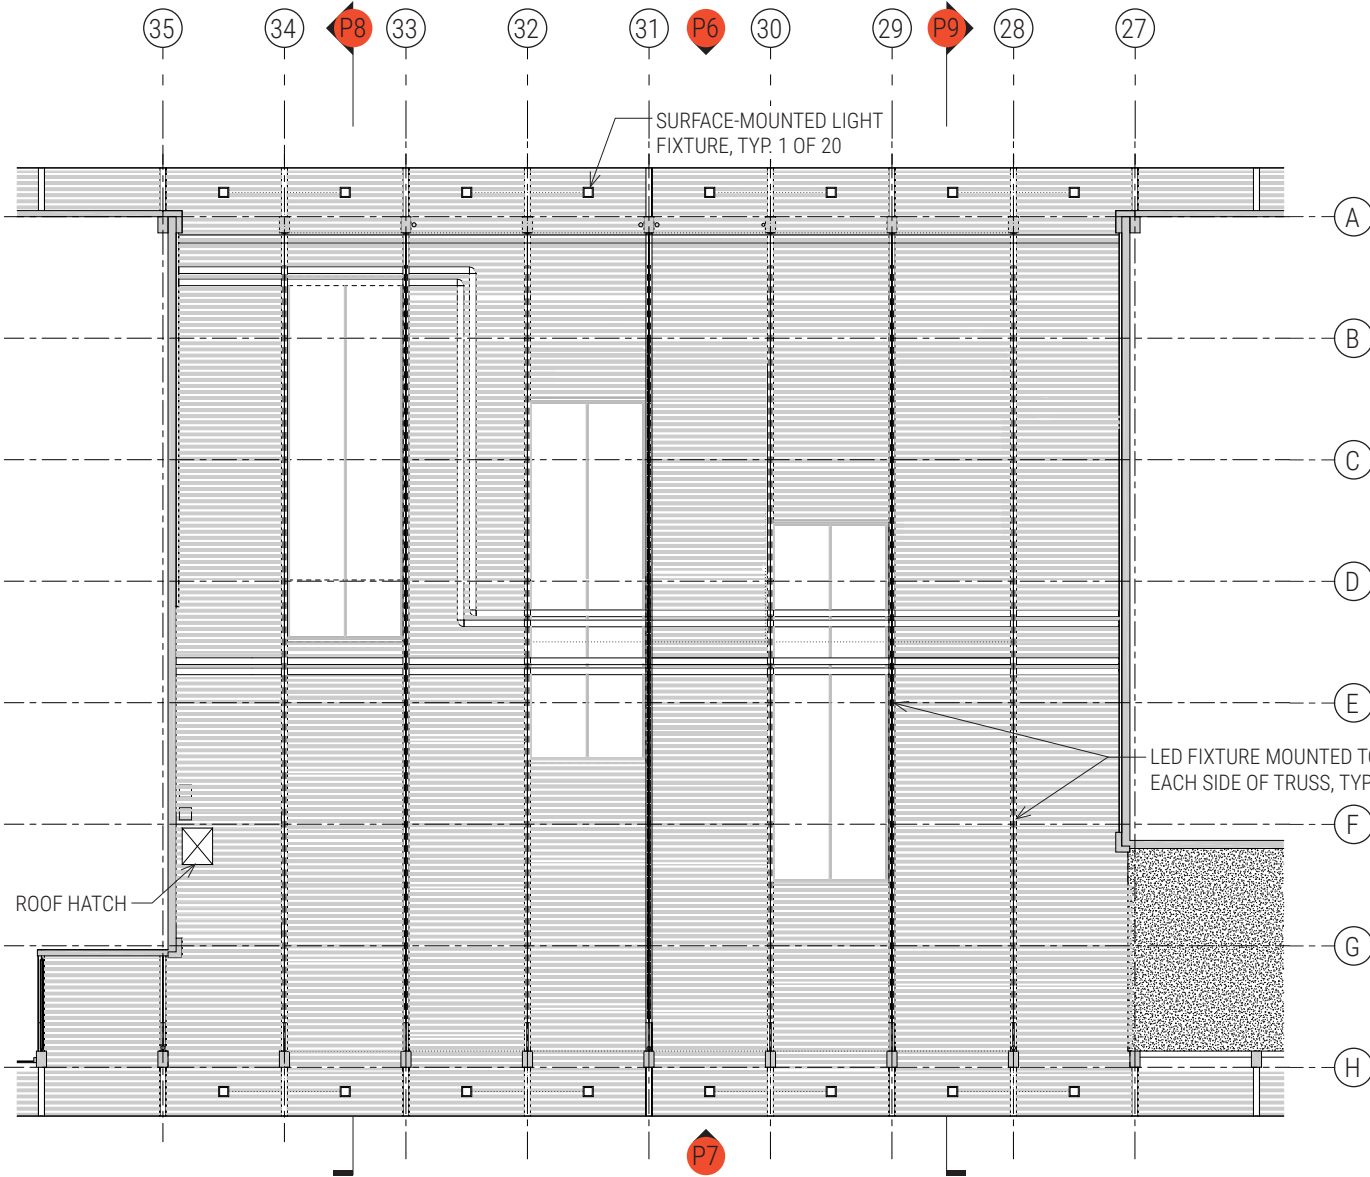 35 34 P8 33 32 31 P6 30 29 P9 28 27
SURFACE-MOUNTED LIGHT
FIXTURE, TYP. 1 OF 20
A
B
C
D
E
LED FIXTURE MOUNTED TO
EACH SIDE OF TRUSS, TYP
F
ROOF HATCH
G
H
P7